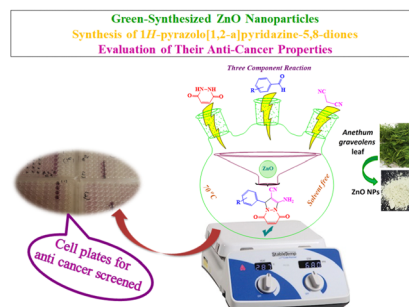 Green-Synthesized ZnO Nanoparticles
Synthesis of 1H-pyrazolo[1,2-a]pyridazine-5,8-diones
Evaluation of Their Anti-Cancer Properties
Three Component Reaction
HN-NH
O
O
R
O
H
NC
CN
Anethum
graveolens
leaf
ZnO
ZnO NPs
CN
R
NH₂
N-N
O
O
Solvent free
Cell plates for
anti cancer screened